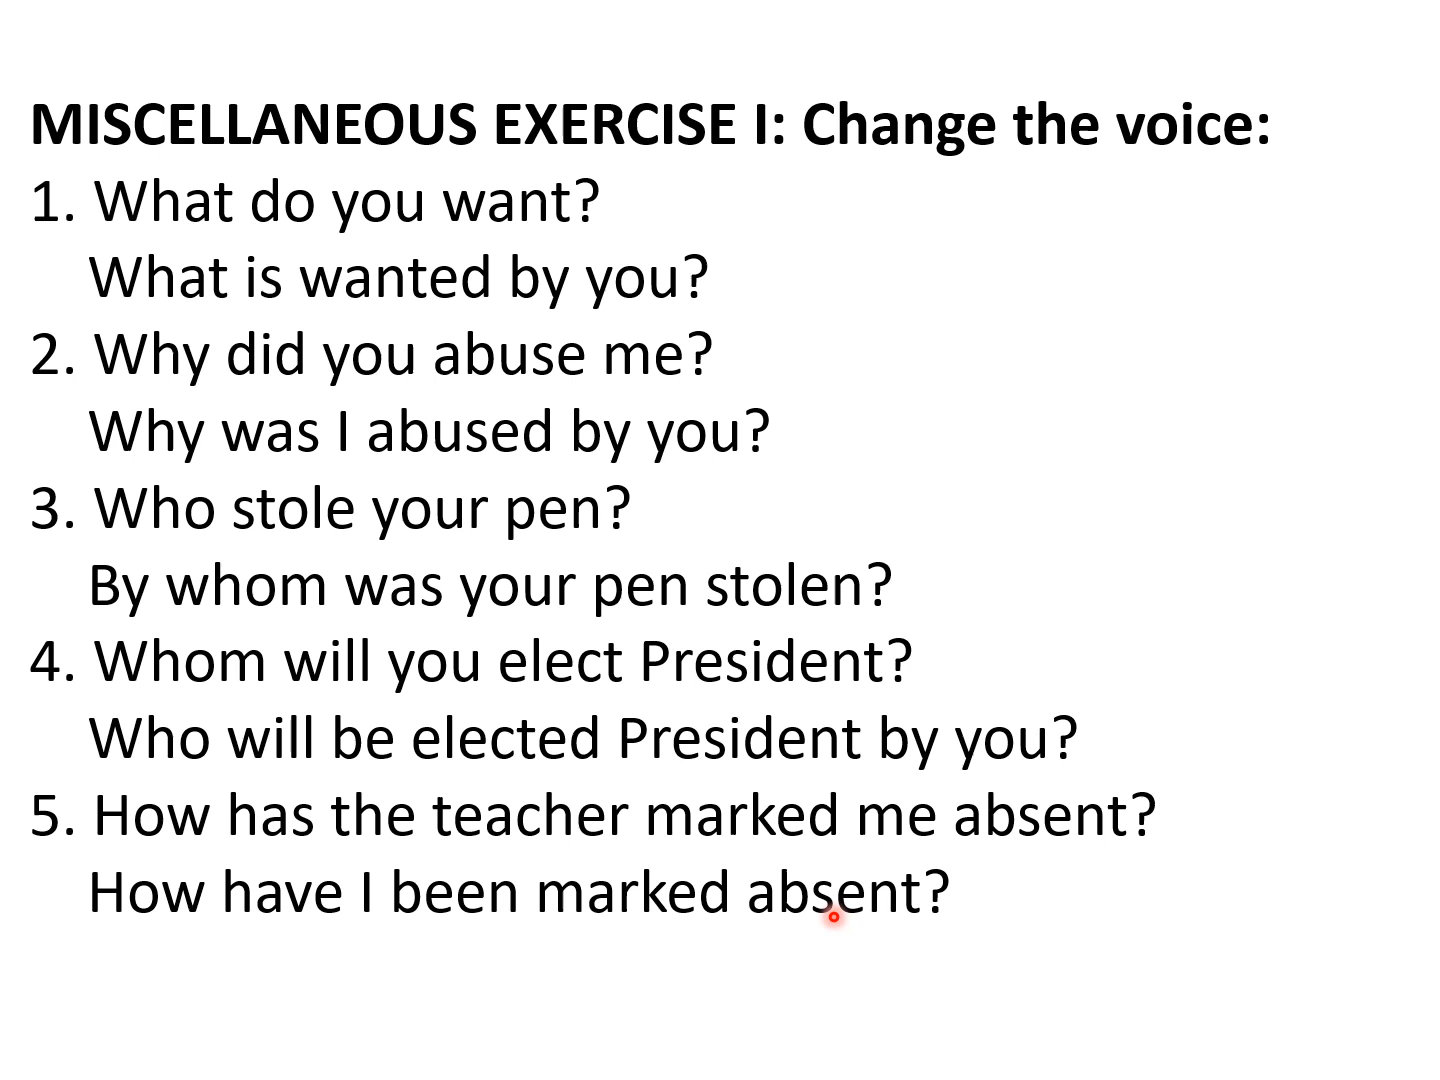 MISCELLANEOUS EXERCISE I: Change the voice:
1. What do you want?
What is wanted by you?
2. Why did you abuse me?
Why was I abused by you?
3. Who stole your pen?
By whom was your pen stolen?
4. Whom will you elect President?
Who will be elected President by you?
5. How has the teacher marked me absent?
How have I been marked absent?